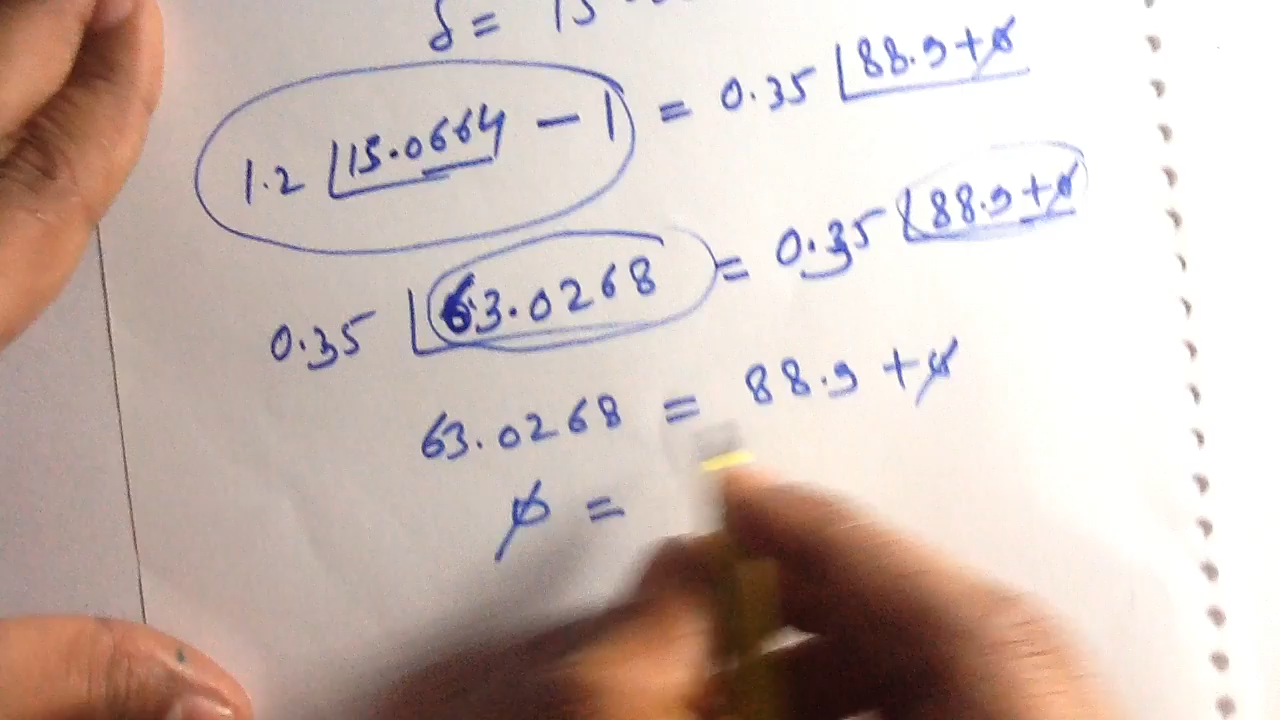 δ = 15
1.2 ∠15.0664 - 1 = 0.35 ∠88.9+ϕ
0.35 ∠63.0268 = 0.35 ∠88.9+ϕ
63.0268 = 88.9 + ϕ
ϕ =